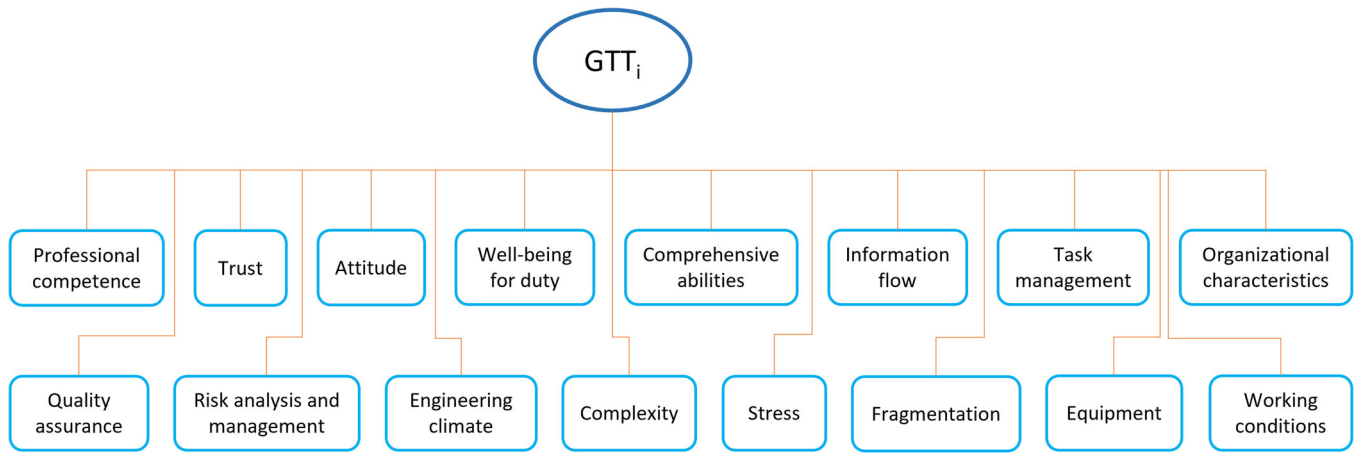 GTTi
Professional
competence
Trust
Attitude
Well-being
for duty
Comprehensive
abilities
Information
flow
Task
management
Organizational
characteristics
Quality
assurance
Risk analysis and
management
Engineering
climate
Complexity
Stress
Fragmentation
Equipment
Working
conditions